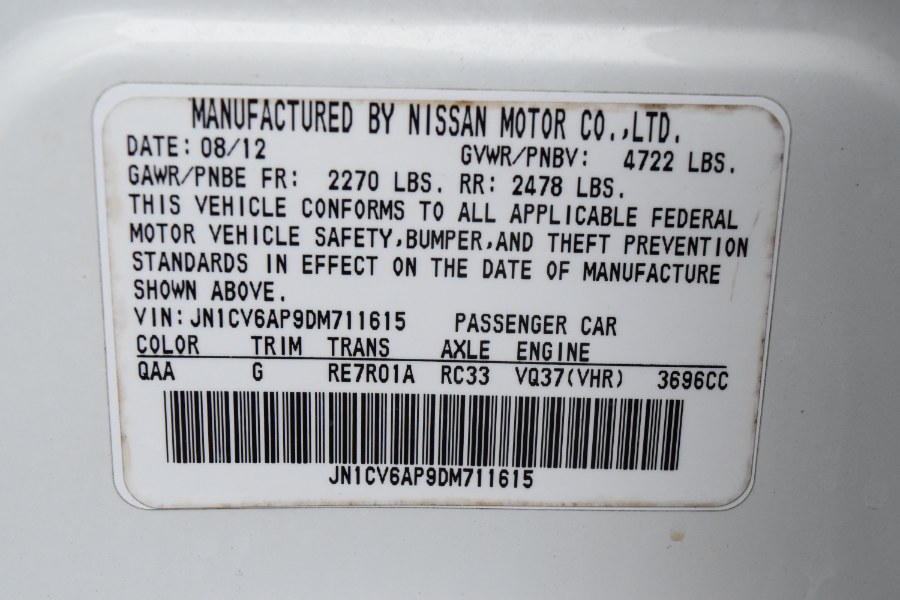 MANUFACTURED BY NISSAN MOTOR CO.,LTD.
DATE: 08/12 GVWR/PNBV: 4722 LBS.
GAWR/PNBE FR: 2270 LBS. RR: 2478 LBS.
THIS VEHICLE CONFORMS TO ALL APPLICABLE FEDERAL
MOTOR VEHICLE SAFETY,BUMPER,AND THEFT PREVENTION
STANDARDS IN EFFECT ON THE DATE OF MANUFACTURE
SHOWN ABOVE.
VIN: JN1CV6AP9DM711615 PASSENGER CAR
COLOR TRIM TRANS AXLE ENGINE
QAA G RE7R01A RC33 VQ37(VHR) 3696CC
JN1CV6AP9DM711615